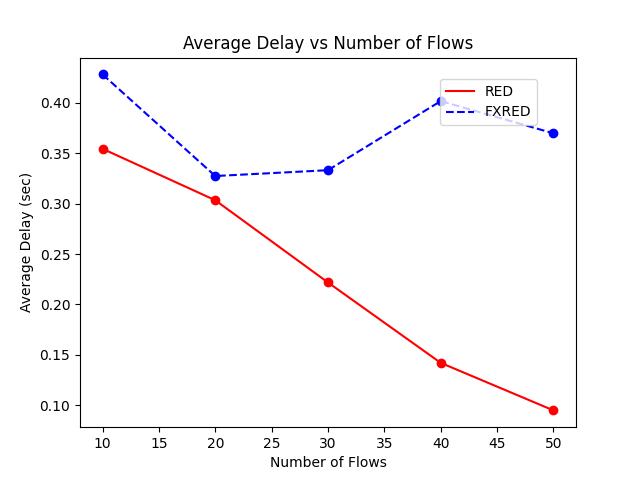 Average Delay vs Number of Flows
RED
FXRED
0.40
0.35
0.30
0.25
0.20
0.15
0.10
Average Delay (sec)
10 15 20 25 30 35 40 45 50
Number of Flows